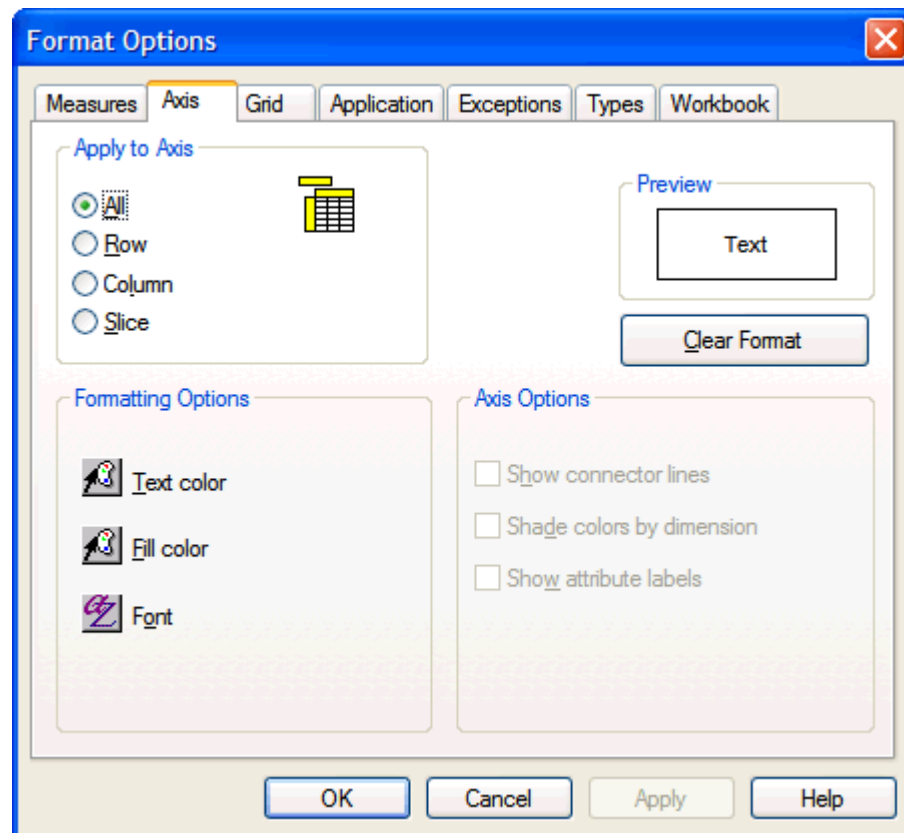 Format Options
Measures Axis Grid Application Exceptions Types Workbook
Apply to Axis
All
Row
Column
Slice
Preview
Text
Clear Format
Formatting Options
Text color
Fill color
Font
Axis Options
Show connector lines
Shade colors by dimension
Show attribute labels
OK Cancel Apply Help